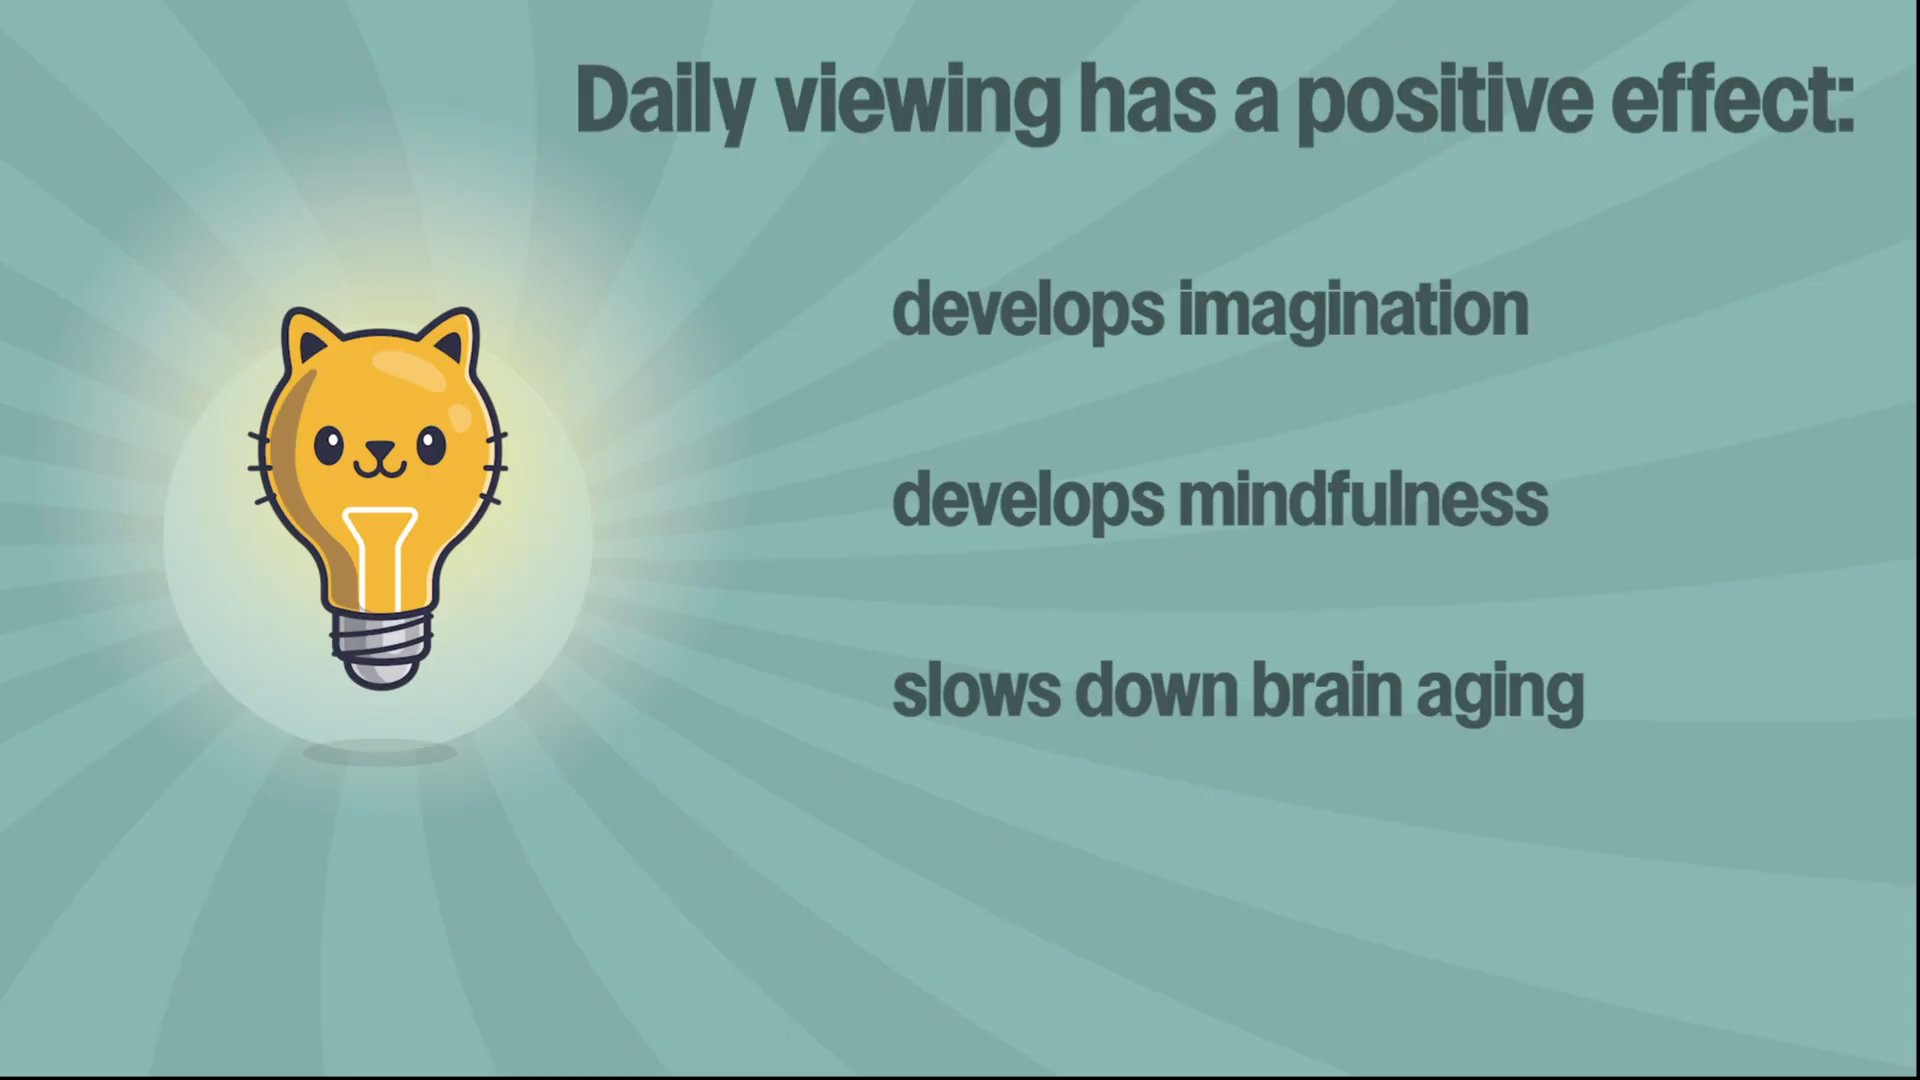 Daily viewing has a positive effect:
develops imagination
develops mindfulness
slows down brain aging